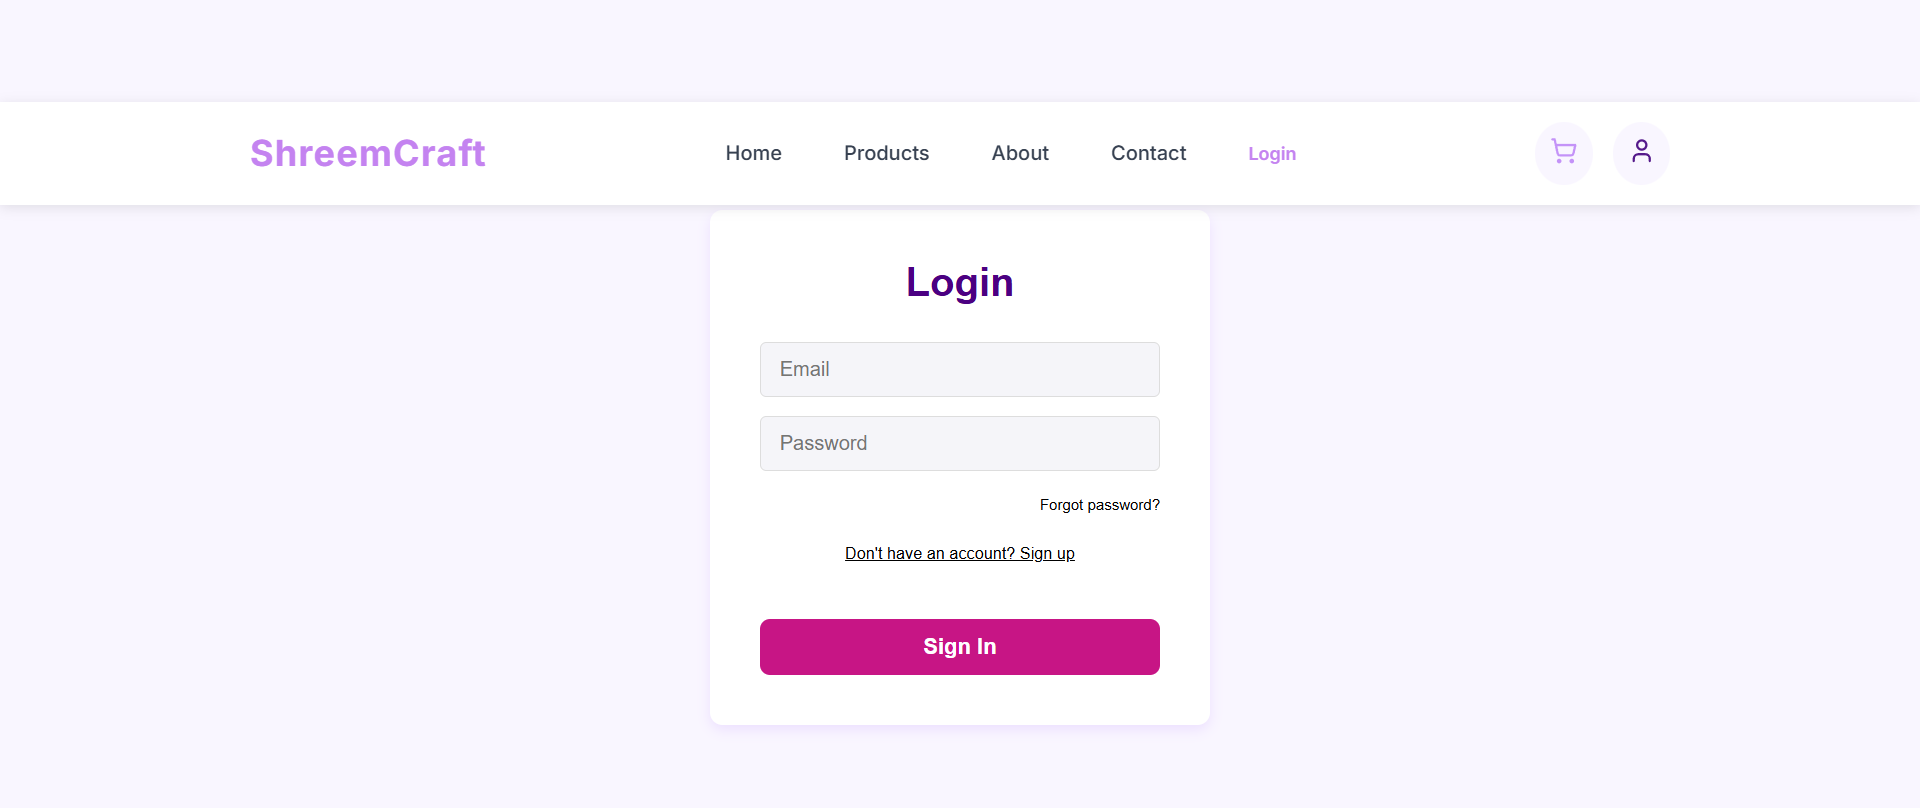 ShreemCraft Home Products About Contact Login
Login
Email
Password
Forgot password?
Don't have an account? Sign up
Sign In